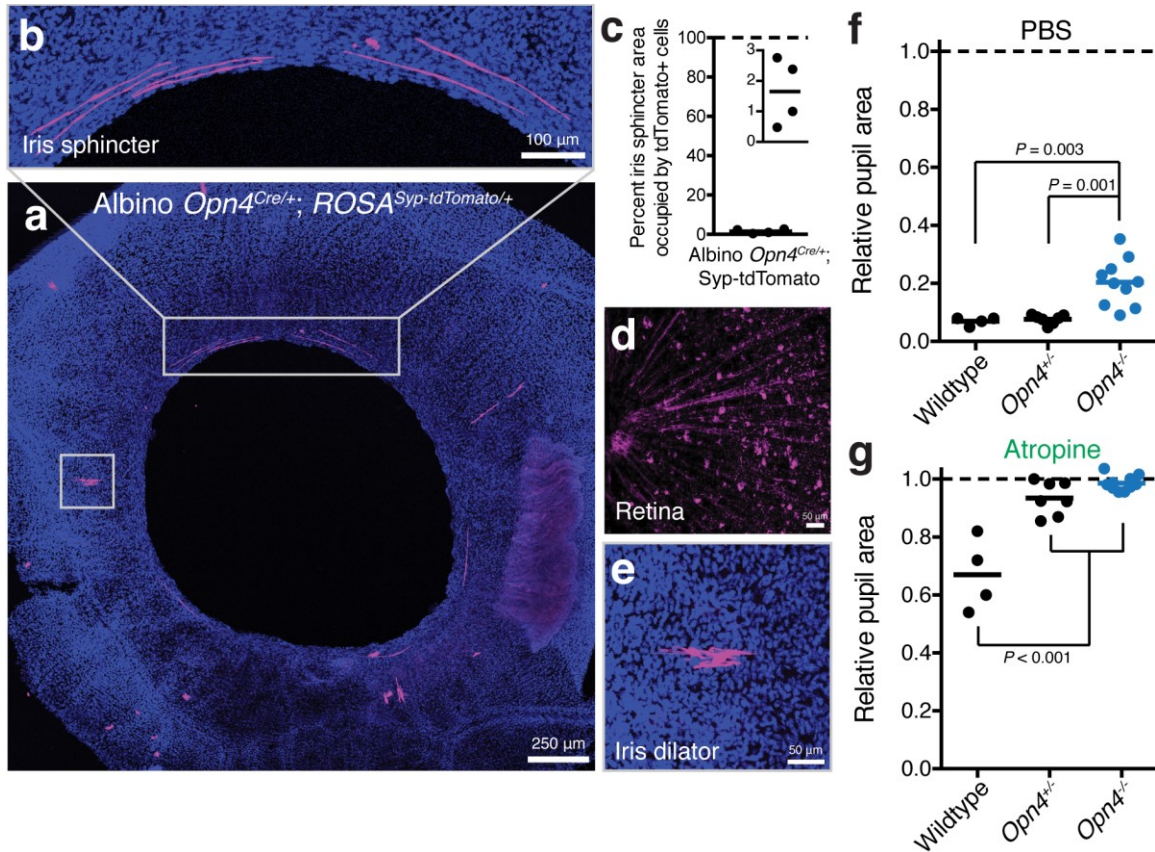 b
Iris sphincter
100 µm
a
Albino Opn4Cre/+; ROSASyp-tdTomato/+
250 µm
c
Percent iris sphincter area
occupied by tdTomato+ cells
100
80
60
40
20
0
3
2
1
0
Albino Opn4Cre/+;
Syp-tdTomato
d
Retina
50 µm
e
Iris dilator
50 µm
f
PBS
Relative pupil area
1.0
0.8
0.6
0.4
0.2
0.0
P = 0.003
P = 0.001
Wildtype
Opn4+/-
Opn4-/-
g
Atropine
Relative pupil area
1.0
0.8
0.6
0.4
0.2
0.0
P < 0.001
Wildtype
Opn4+/-
Opn4-/-